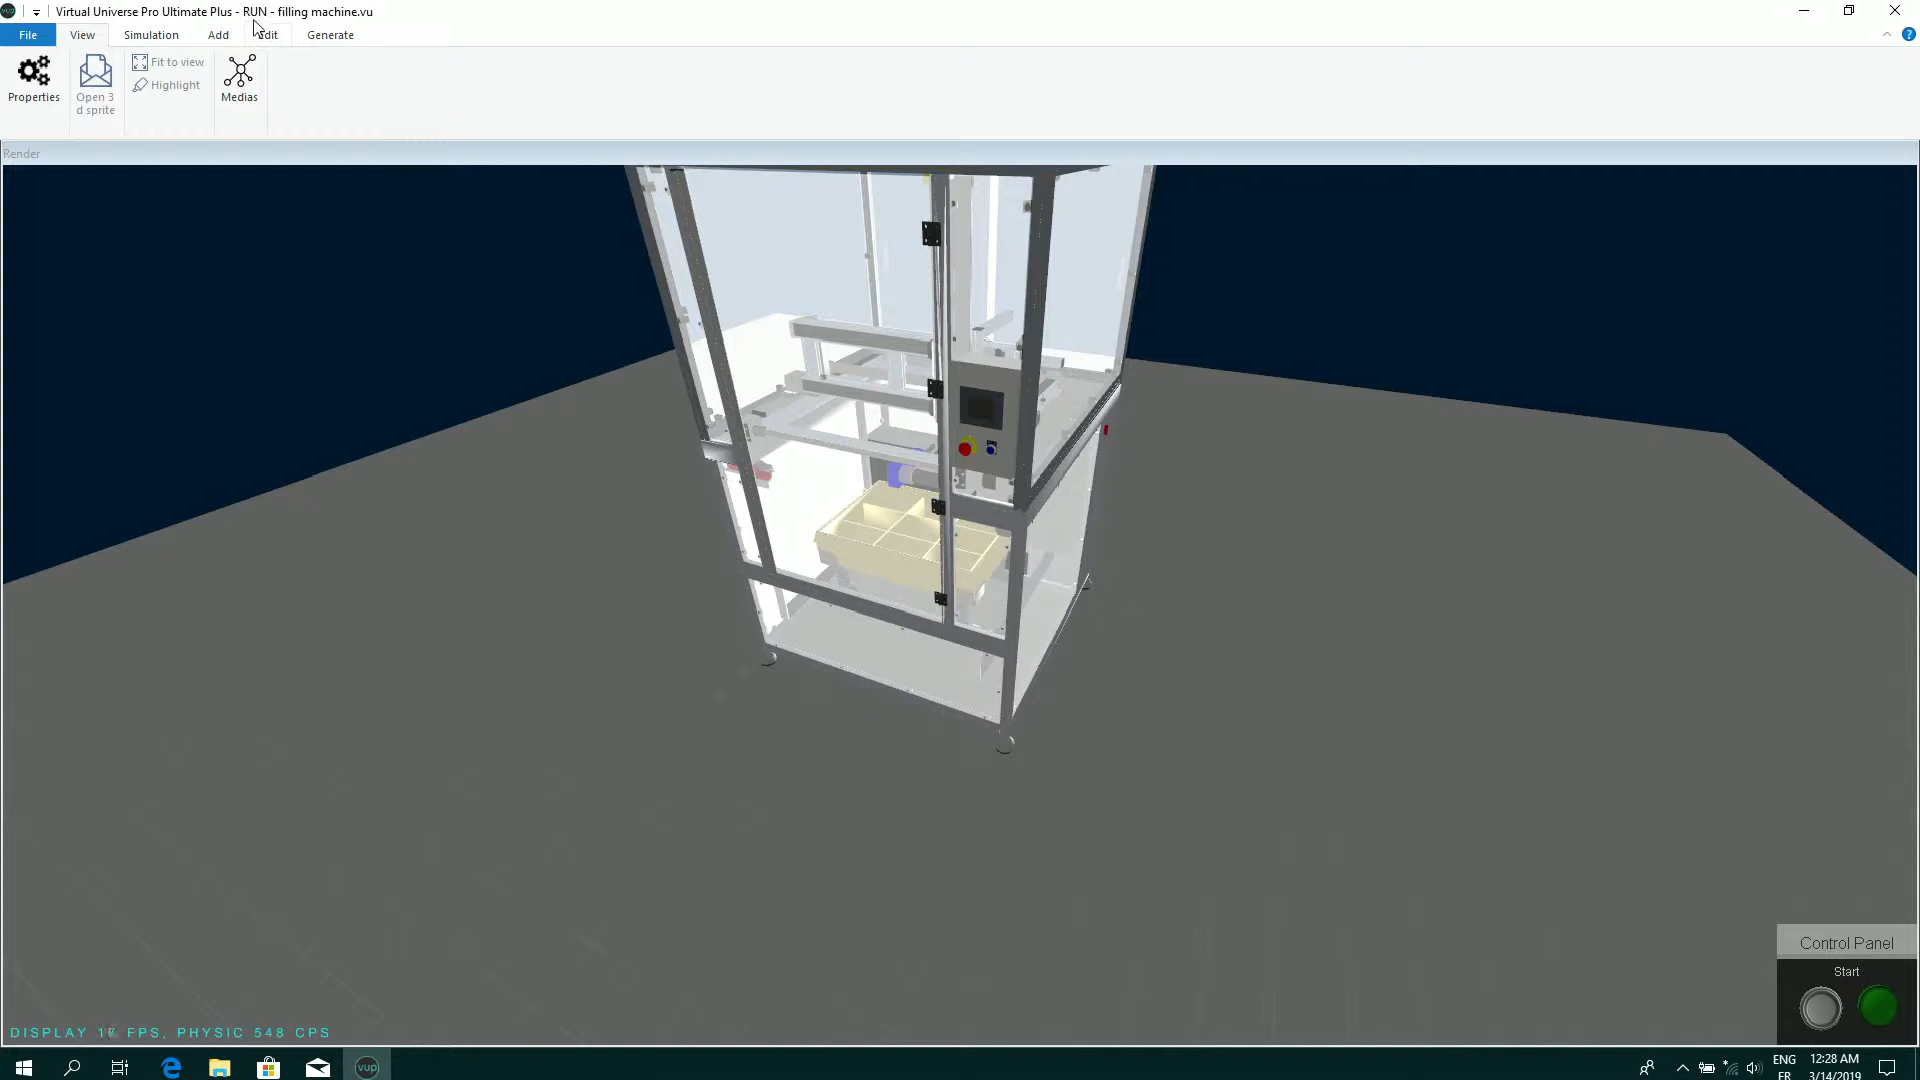 Virtual Universe Pro Ultimate Plus - RUN - filling machine.vu
File View Simulation Add Edit Generate
Properties
Open 3
d sprite
Fit to view
Highlight
Medias
Render
Control Panel
Start
DISPLAY 17 FPS, PHYSIC 548 CPS
vup
ENG
FR
12:28 AM
3/14/2019